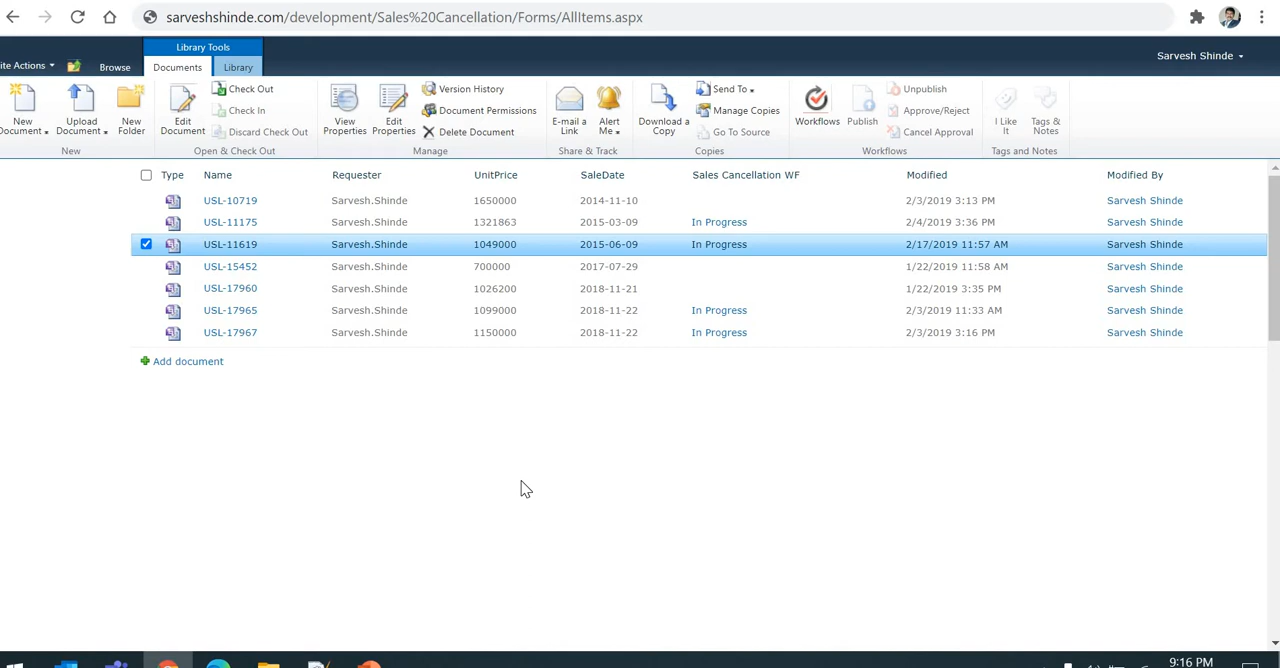 sarveshshinde.com/development/Sales%20Cancellation/Forms/AllItems.aspx
Library Tools
ite Actions Browse Documents Library Sarvesh Shinde
New Document Upload Document New Folder
New
Edit Document Check Out
Check In
Discard Check Out
Open & Check Out
View Properties Edit Properties Version History
Document Permissions
Delete Document
Manage
E-mail a Link Alert Me
Share & Track
Download a Copy Send To
Manage Copies
Go To Source
Copies
Workflows Publish Unpublish
Approve/Reject
Cancel Approval
Workflows
I Like It Tags & Notes
Tags and Notes
Type Name Requester UnitPrice SaleDate Sales Cancellation WF Modified Modified By
USL-10719 Sarvesh.Shinde 1650000 2014-11-10 2/3/2019 3:13 PM Sarvesh Shinde
USL-11175 Sarvesh.Shinde 1321863 2015-03-09 In Progress 2/4/2019 3:36 PM Sarvesh Shinde
USL-11619 Sarvesh.Shinde 1049000 2015-06-09 In Progress 2/17/2019 11:57 AM Sarvesh Shinde
USL-15452 Sarvesh.Shinde 700000 2017-07-29 1/22/2019 11:58 AM Sarvesh Shinde
USL-17960 Sarvesh.Shinde 1026200 2018-11-21 1/22/2019 3:35 PM Sarvesh Shinde
USL-17965 Sarvesh.Shinde 1099000 2018-11-22 In Progress 2/3/2019 11:33 AM Sarvesh Shinde
USL-17967 Sarvesh.Shinde 1150000 2018-11-22 In Progress 2/3/2019 3:16 PM Sarvesh Shinde
Add document
9:16 PM